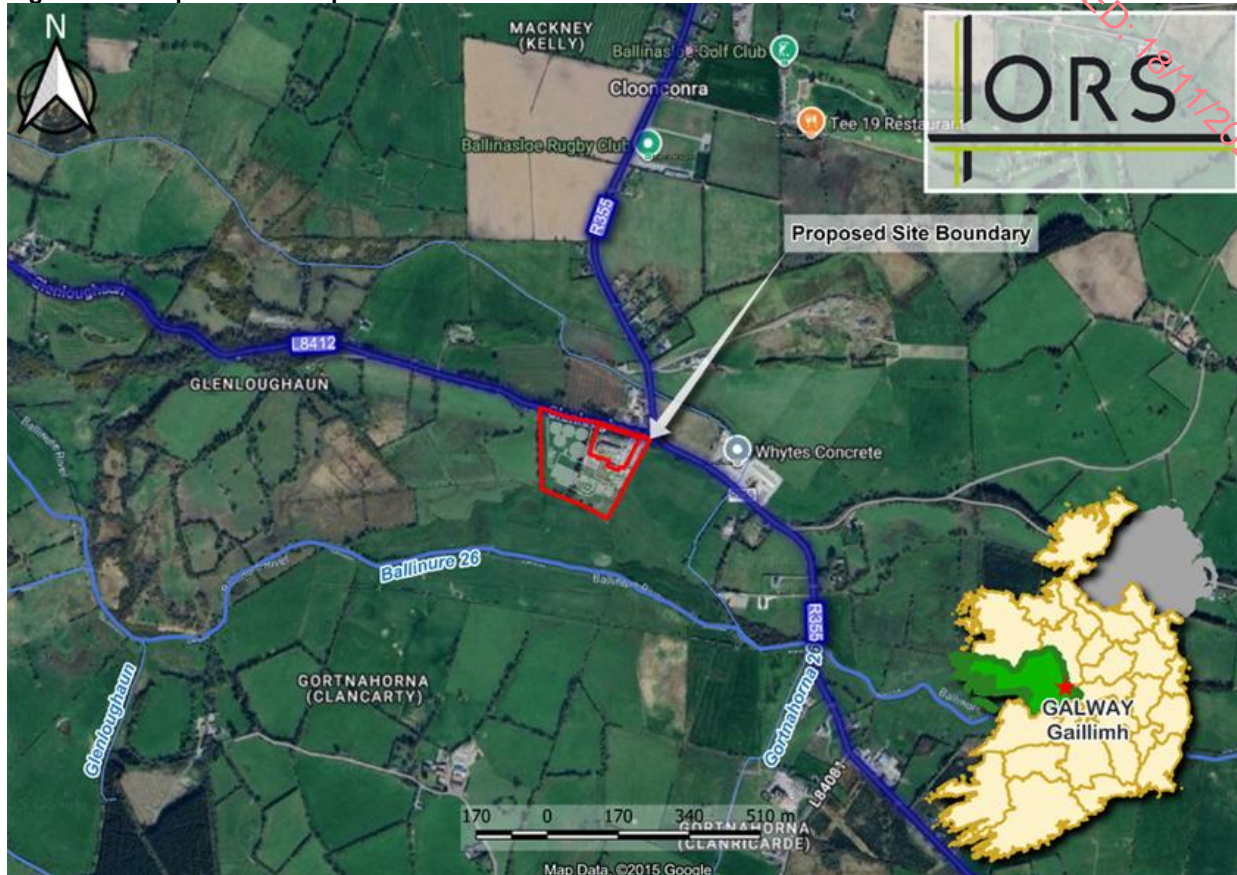 N
MACKNEY
(KELLY)
Ballinasloe Golf Club
Cloonconra
ORS
Tee 19 Restaurant
Ballinasloe Rugby Club
R355
Proposed Site Boundary
Glenloughaun
L8412
GLENLOUGHAUN
Whytes Concrete
Ballinure River
Ballinure 26
R355
GORTNAHORNA
(CLANCARTY)
Glenloughaun
Gortnahorna 26
GALWAY
Gaillimh
L84081
170 0 170 340 510 m
GORTNAHORNA
(CLANRICARDE)
Map Data, ©2015 Google